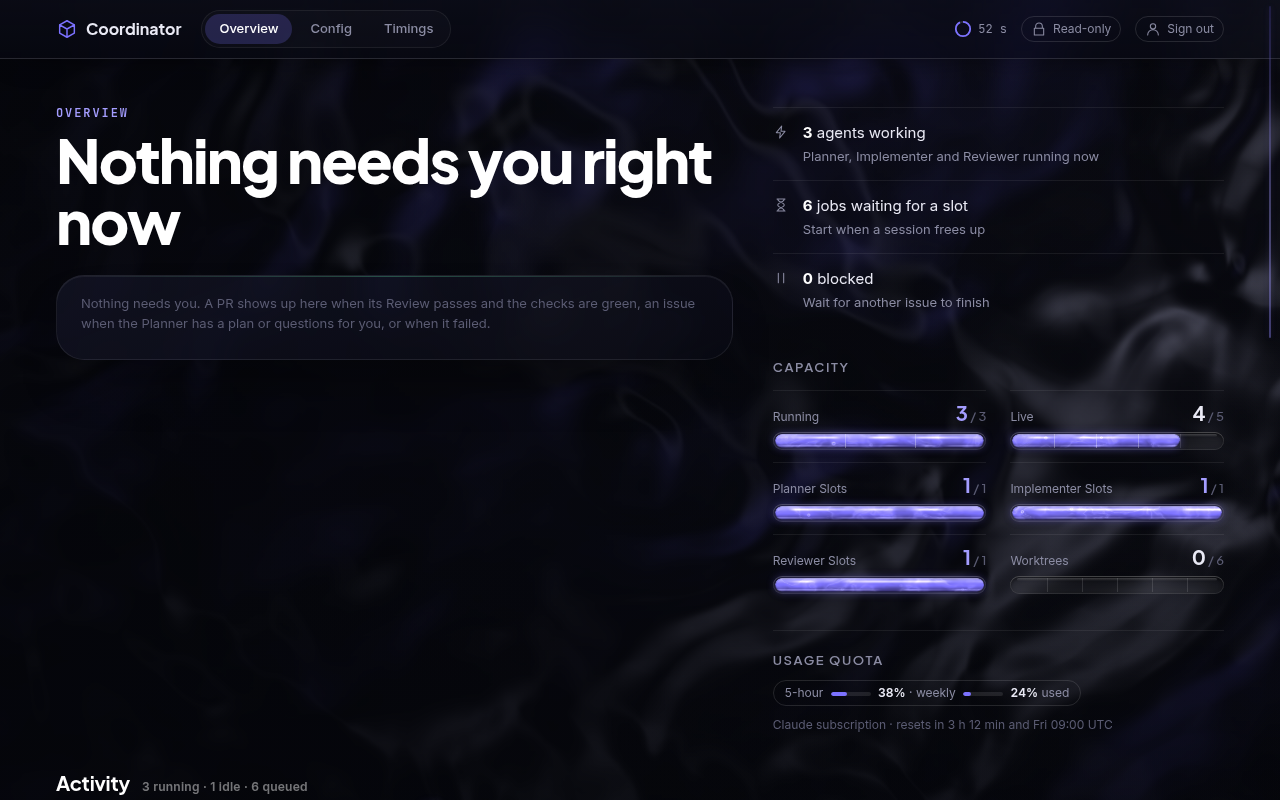 Coordinator
Overview
Config
Timings
52 s
Read-only
Sign out
OVERVIEW
Nothing needs you right
now
Nothing needs you. A PR shows up here when its Review passes and the checks are green, an issue
when the Planner has a plan or questions for you, or when it failed.
3 agents working
Planner, Implementer and Reviewer running now
6 jobs waiting for a slot
Start when a session frees up
0 blocked
Wait for another issue to finish
CAPACITY
Running 3 / 3
Live 4 / 5
Planner Slots 1 / 1
Implementer Slots 1 / 1
Reviewer Slots 1 / 1
Worktrees 0 / 6
USAGE QUOTA
5-hour 38% · weekly 24% used
Claude subscription · resets in 3 h 12 min and Fri 09:00 UTC
Activity 3 running · 1 idle · 6 queued